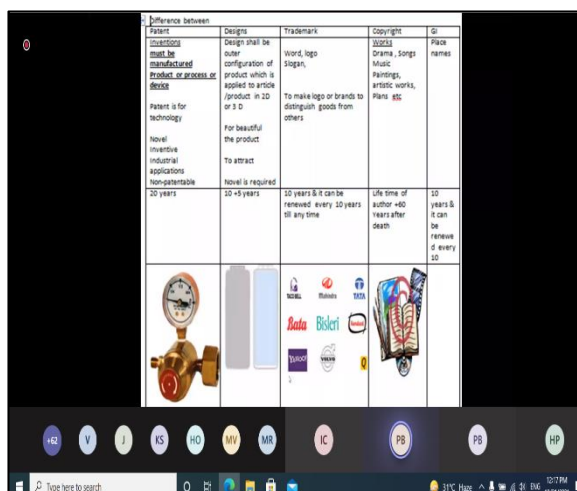 Difference between
Patent
Designs
Trademark
Copyright
GI
Inventions
must be
manufactured
Product or process or
device
Patent is for
technology
Novel
Inventive
Industrial
applications
Non-patentable
Design shall be
outer
configuration of
product which is
applied to article
/product in 2D
or 3 D
For beautiful
the product
To attract
Novel is required
Word, logo
Slogan,
To make logo or brands to
distinguish goods from
others
Works
Drama , Songs
Music
Paintings,
artistic works,
Plans etc
Place
names
20 years
10 +5 years
10 years & it can be
renewed every 10 years
till any time
Life time of
author +60
Years after
death
10
years &
it can
be
renewe
d every
10
TACO BELL
Mahindra
TATA
Bata
Bisleri
YAHOO!
VOLVO
Q
+62
V
J
KS
HO
MV
MR
IC
PB
PB
HP
Type here to search
31°C Haze
ENG
12:17 PM